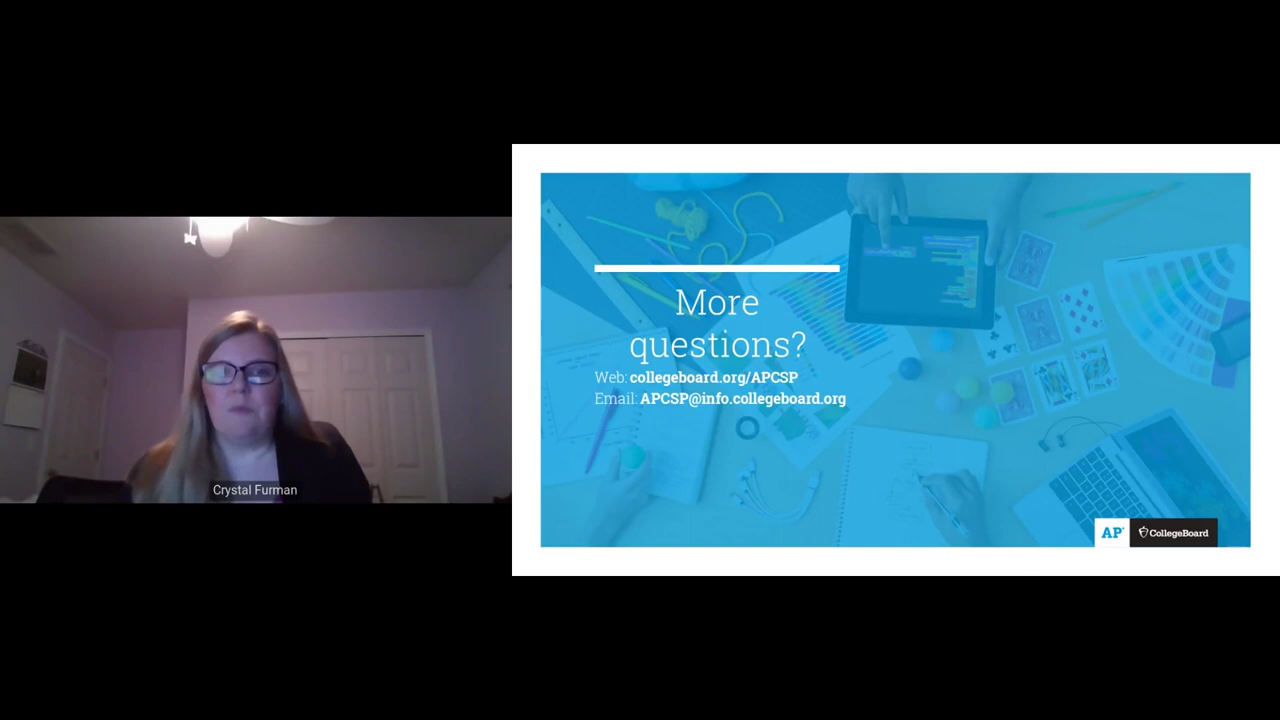 Crystal Furman
More
questions?
Web: collegeboard.org/APCSP
Email: APCSP@info.collegeboard.org
AP CollegeBoard